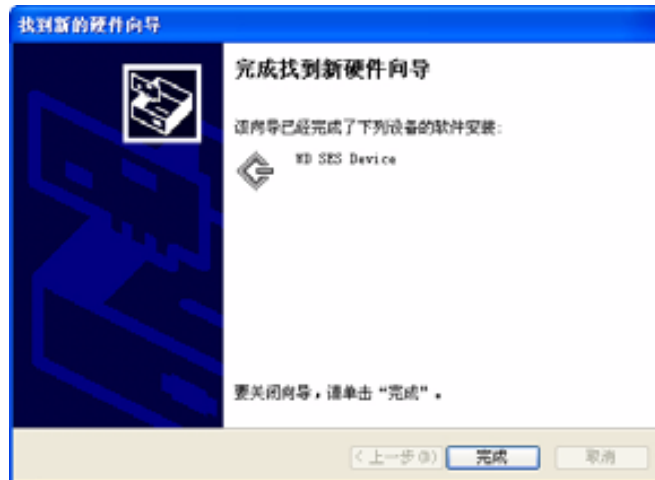 找到新的硬件向导
完成找到新硬件向导
该向导已经完成了下列设备的软件安装:
WD SES Device
要关闭向导，请单击“完成”。
<上一步(B) 完成 取消